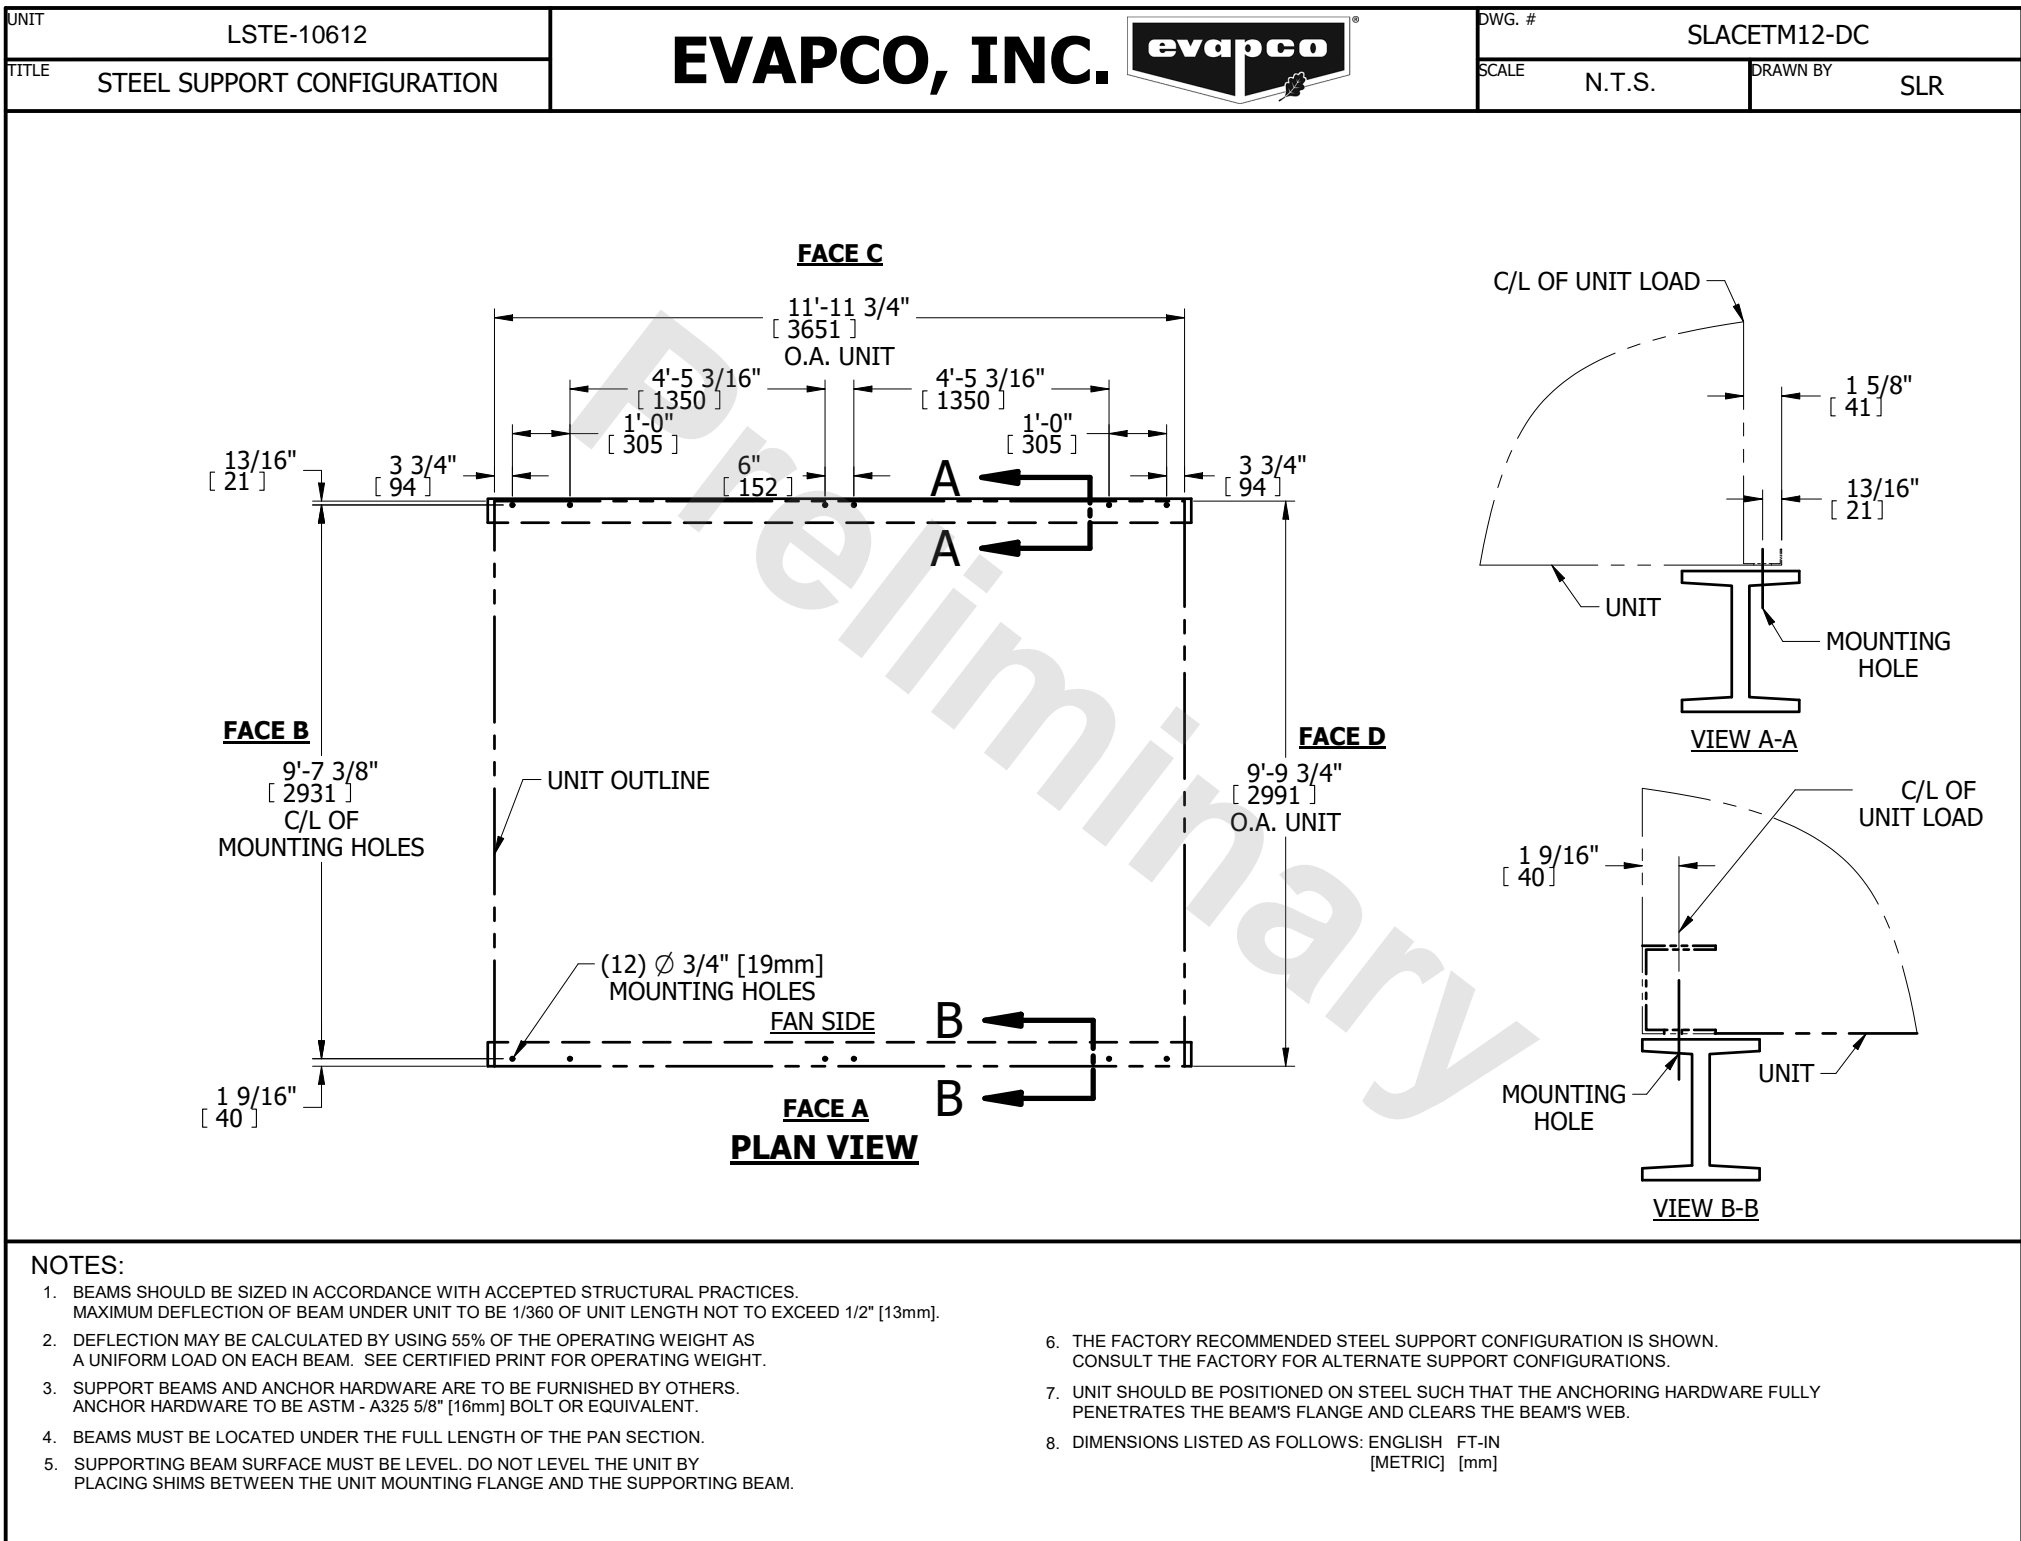 UNIT
LSTE-10612
TITLE
STEEL SUPPORT CONFIGURATION
EVAPCO, INC.
evapco
®
DWG. #
SLACETM12-DC
SCALE
N.T.S.
DRAWN BY
SLR
FACE C
11'-11 3/4"
[ 3651 ]
O.A. UNIT
4'-5 3/16"
[ 1350 ]
4'-5 3/16"
[ 1350 ]
1'-0"
[ 305 ]
1'-0"
[ 305 ]
13/16"
[ 21 ]
3 3/4"
[ 94 ]
6"
[ 152 ]
3 3/4"
[ 94 ]
A
A
FACE B
9'-7 3/8"
[ 2931 ]
C/L OF
MOUNTING HOLES
UNIT OUTLINE
FACE D
9'-9 3/4"
[ 2991 ]
O.A. UNIT
(12) Ø 3/4" [19mm]
MOUNTING HOLES
FAN SIDE
B
B
1 9/16"
[ 40 ]
FACE A
PLAN VIEW
Preliminary
C/L OF UNIT LOAD
1 5/8"
[ 41 ]
13/16"
[ 21 ]
UNIT
MOUNTING
HOLE
VIEW A-A
C/L OF
UNIT LOAD
1 9/16"
[ 40 ]
UNIT
MOUNTING
HOLE
VIEW B-B
NOTES:
1. BEAMS SHOULD BE SIZED IN ACCORDANCE WITH ACCEPTED STRUCTURAL PRACTICES.
MAXIMUM DEFLECTION OF BEAM UNDER UNIT TO BE 1/360 OF UNIT LENGTH NOT TO EXCEED 1/2" [13mm].
2. DEFLECTION MAY BE CALCULATED BY USING 55% OF THE OPERATING WEIGHT AS
A UNIFORM LOAD ON EACH BEAM. SEE CERTIFIED PRINT FOR OPERATING WEIGHT.
3. SUPPORT BEAMS AND ANCHOR HARDWARE ARE TO BE FURNISHED BY OTHERS.
ANCHOR HARDWARE TO BE ASTM - A325 5/8" [16mm] BOLT OR EQUIVALENT.
4. BEAMS MUST BE LOCATED UNDER THE FULL LENGTH OF THE PAN SECTION.
5. SUPPORTING BEAM SURFACE MUST BE LEVEL. DO NOT LEVEL THE UNIT BY
PLACING SHIMS BETWEEN THE UNIT MOUNTING FLANGE AND THE SUPPORTING BEAM.
6. THE FACTORY RECOMMENDED STEEL SUPPORT CONFIGURATION IS SHOWN.
CONSULT THE FACTORY FOR ALTERNATE SUPPORT CONFIGURATIONS.
7. UNIT SHOULD BE POSITIONED ON STEEL SUCH THAT THE ANCHORING HARDWARE FULLY
PENETRATES THE BEAM'S FLANGE AND CLEARS THE BEAM'S WEB.
8. DIMENSIONS LISTED AS FOLLOWS: ENGLISH FT-IN
[METRIC] [mm]